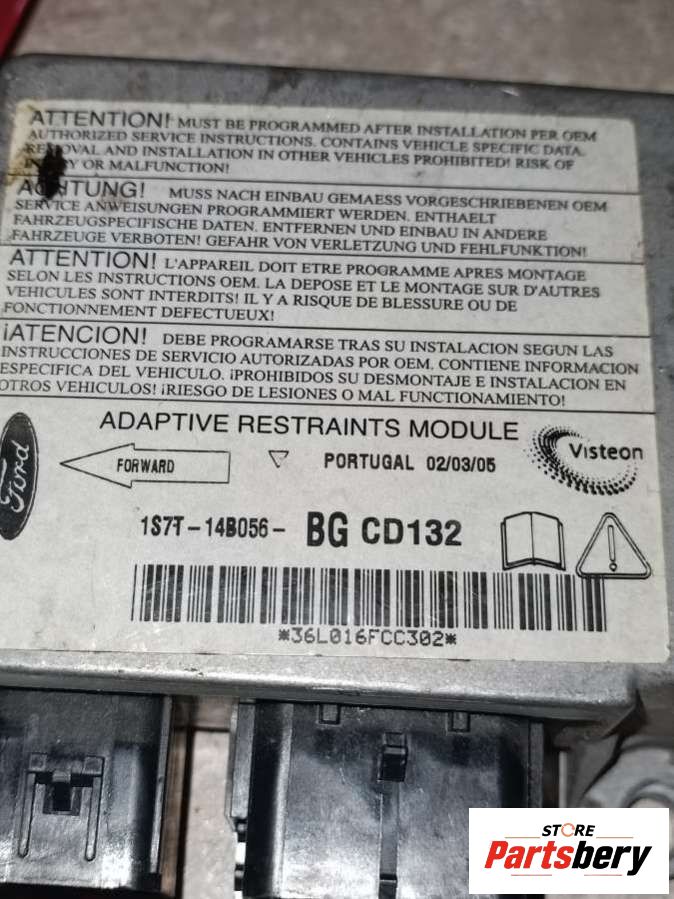 ATTENTION! MUST BE PROGRAMMED AFTER INSTALLATION PER OEM
AUTHORIZED SERVICE INSTRUCTIONS. CONTAINS VEHICLE SPECIFIC DATA.
AND INSTALLATION IN OTHER VEHICLES PROHIBITED! RISK OF
OR MALFUNCTION!
ACHTUNG! MUSS NACH EINBAU GEMAESS VORGESCHRIEBENEN OEM
SERVICE ANWEISUNGEN PROGRAMMIERT WERDEN. ENTHAELT
FAHRZEUGSPEZIFISCHE DATEN. ENTFERNEN UND EINBAU IN ANDERE
FAHRZEUGE VERBOTEN! GEFAHR VON VERLETZUNG UND FEHLFUNKTION!
ATTENTION! L'APPAREIL DOIT ETRE PROGRAMME APRES MONTAGE
SELON LES INSTRUCTIONS OEM. LA DEPOSE ET LE MONTAGE SUR D'AUTRES
VEHICULES SONT INTERDITS! IL Y A RISQUE DE BLESSURE OU DE
FONCTIONNEMENT DEFECTUEUX!
¡ATENCION! DEBE PROGRAMARSE TRAS SU INSTALACION SEGUN LAS
INSTRUCCIONES DE SERVICIO AUTORIZADAS POR OEM. CONTIENE INFORMACION
ESPECIFICA DEL VEHICULO. ¡PROHIBIDOS SU DESMONTAJE E INSTALACION EN
OTROS VEHICULOS! ¡RIESGO DE LESIONES O MAL FUNCIONAMIENTO!
ADAPTIVE RESTRAINTS MODULE
Ford
FORWARD
PORTUGAL 02/03/05
Visteon
1S7T-14B056- BG CD132
*36L016FCC302*
STORE
Partsbery